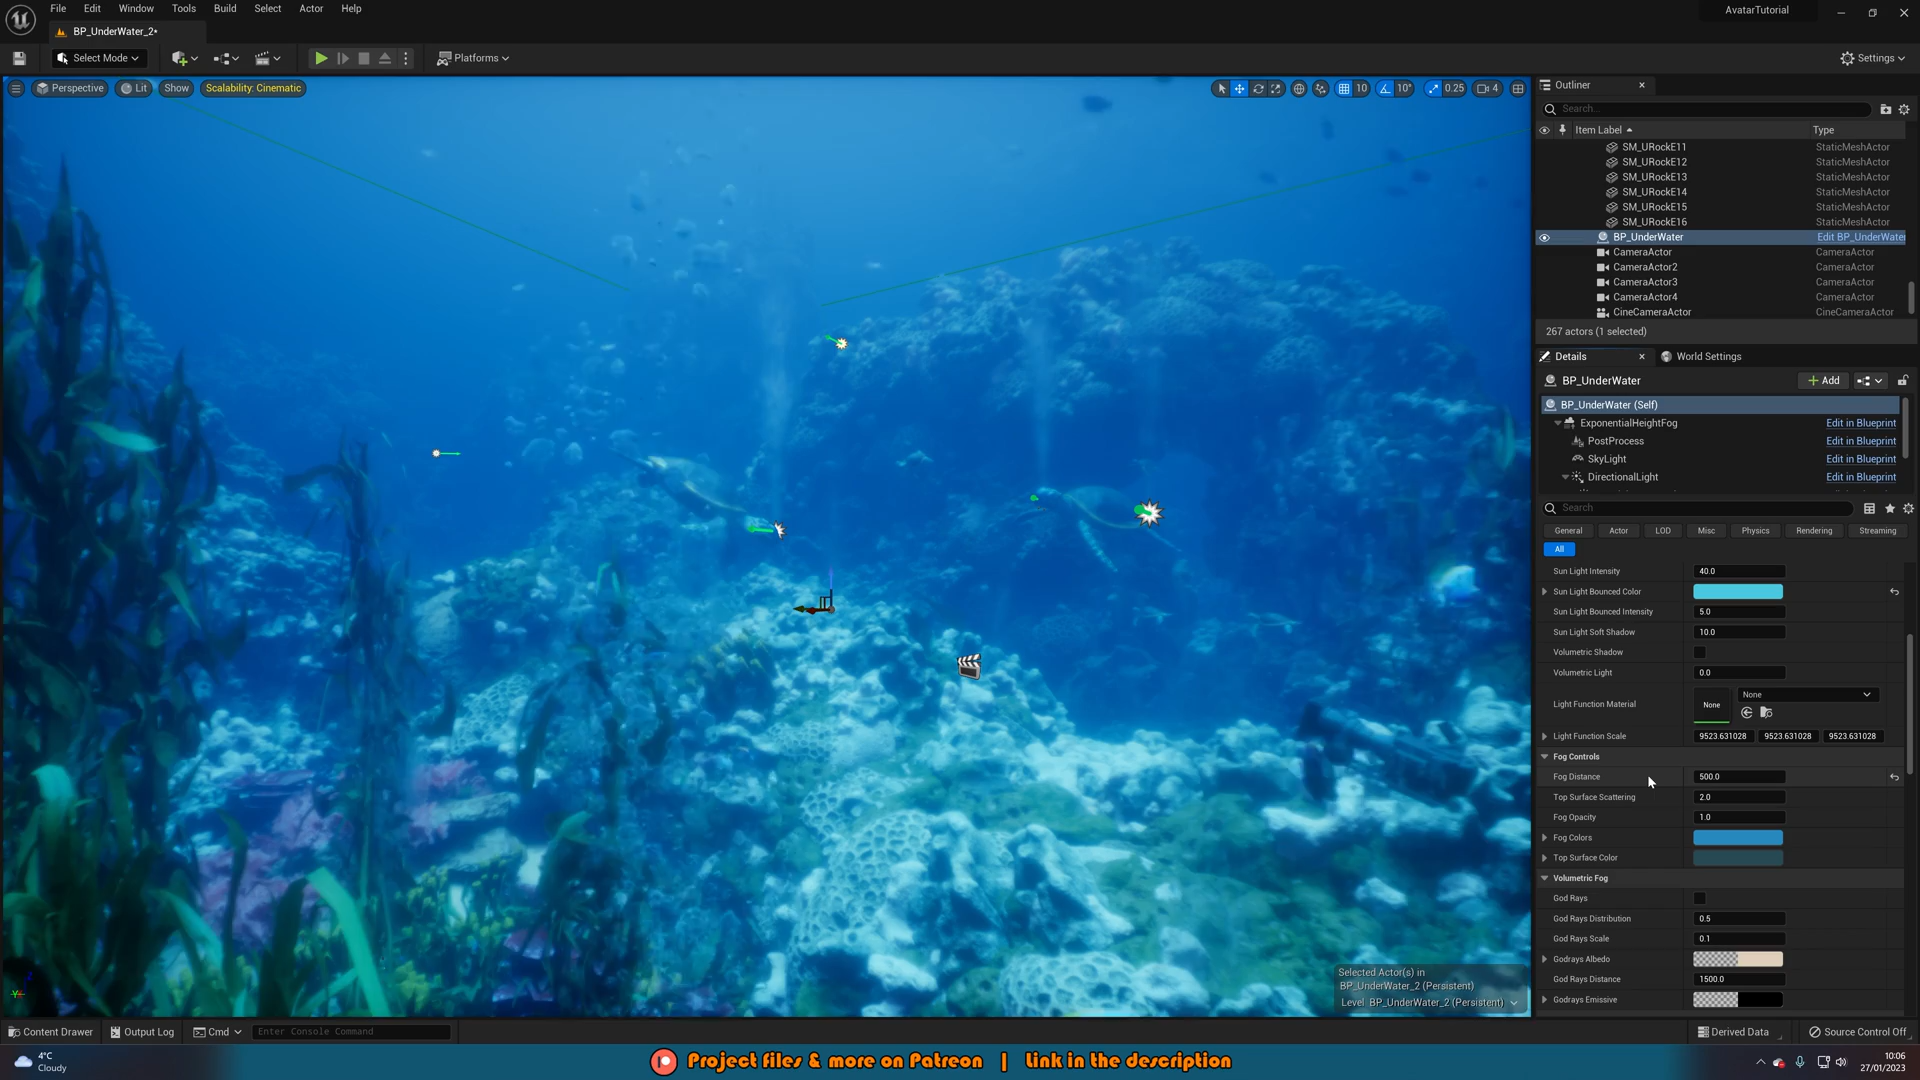 File Edit Window Tools Build Select Actor Help
AvatarTutorial
BP_UnderWater_2*
Select Mode
Platforms
Settings
Perspective Lit Show Scalability: Cinematic
10 10° 0.25 4
Outliner
Search...
Item Label Type
SM_URockE11 StaticMeshActor
SM_URockE12 StaticMeshActor
SM_URockE13 StaticMeshActor
SM_URockE14 StaticMeshActor
SM_URockE15 StaticMeshActor
SM_URockE16 StaticMeshActor
BP_UnderWater Edit BP_UnderWater
CameraActor CameraActor
CameraActor2 CameraActor
CameraActor3 CameraActor
CameraActor4 CameraActor
CineCameraActor CineCameraActor
267 actors (1 selected)
Details World Settings
BP_UnderWater Add
BP_UnderWater (Self)
ExponentialHeightFog Edit in Blueprint
PostProcess Edit in Blueprint
SkyLight Edit in Blueprint
DirectionalLight Edit in Blueprint
Search
General Actor LOD Misc Physics Rendering Streaming
All
Sun Light Intensity 40.0
Sun Light Bounced Color
Sun Light Bounced Intensity 5.0
Sun Light Soft Shadow 10.0
Volumetric Shadow
Volumetric Light 0.0
Light Function Material None None
Light Function Scale 9523.631028 9523.631028 9523.631028
Fog Controls
Fog Distance 500.0
Top Surface Scattering 2.0
Fog Opacity 1.0
Fog Colors
Top Surface Color
Volumetric Fog
God Rays
God Rays Distribution 0.5
God Rays Scale 0.1
Godrays Albedo
God Rays Distance 1500.0
Godrays Emissive
Selected Actor(s) in
BP_UnderWater_2 (Persistent)
Level: BP_UnderWater_2 (Persistent)
Content Drawer Output Log Cmd Enter Console Command
Derived Data Source Control Off
4°C
Cloudy
Project files & more on Patreon | Link in the description
10:06
27/01/2023